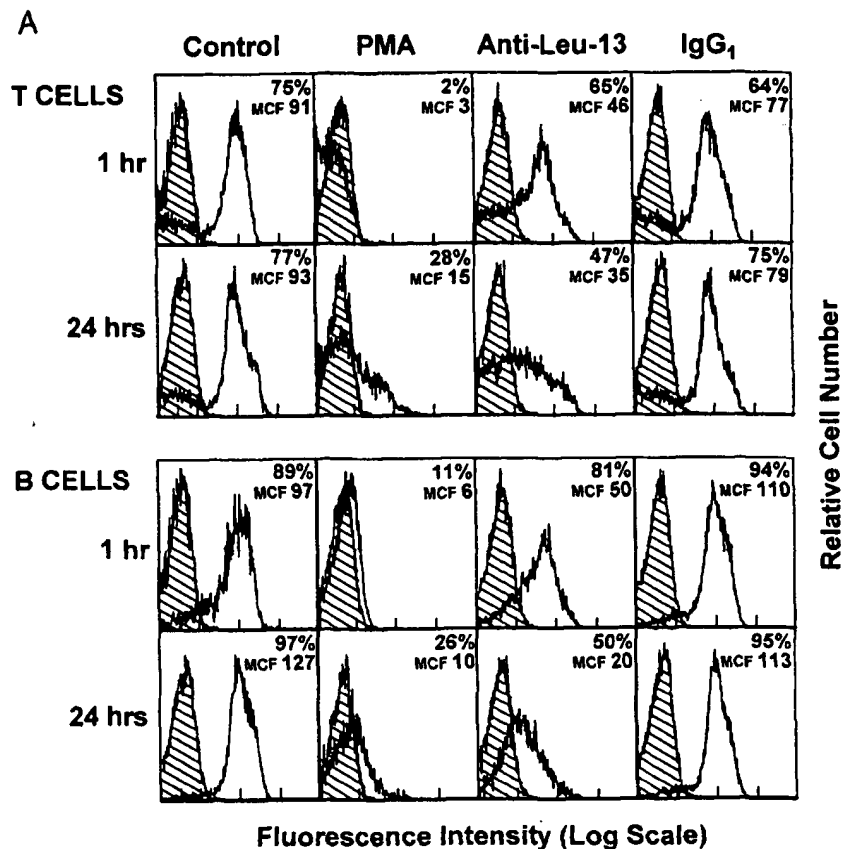 A
Control PMA Anti-Leu-13 IgG1
T CELLS
75% 2% 65% 64%
MCF 91 MCF 3 MCF 46 MCF 77
1 hr
77% 28% 47% 75%
MCF 93 MCF 15 MCF 35 MCF 79
24 hrs
B CELLS
89% 11% 81% 94%
MCF 97 MCF 6 MCF 50 MCF 110
1 hr
97% 26% 50% 95%
MCF 127 MCF 10 MCF 20 MCF 113
24 hrs
Relative Cell Number
Fluorescence Intensity (Log Scale)